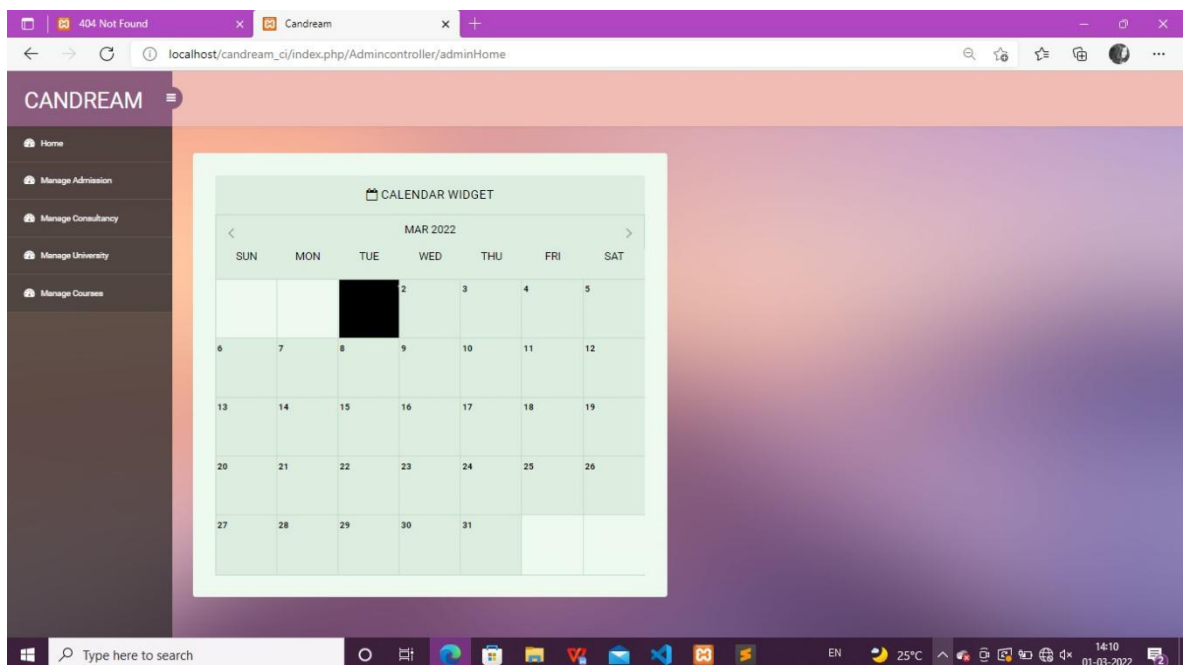 404 Not Found
Candream
localhost/candream_ci/index.php/Admincontroller/adminHome
CANDREAM
Home
Manage Admission
Manage Consultancy
Manage University
Manage Courses
CALENDAR WIDGET
MAR 2022
SUN MON TUE WED THU FRI SAT
2 3 4 5
6 7 8 9 10 11 12
13 14 15 16 17 18 19
20 21 22 23 24 25 26
27 28 29 30 31
Type here to search
EN
25°C
14:10
01-03-2022
2